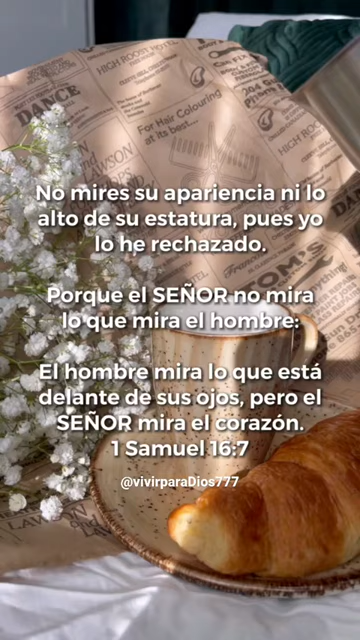 HIGH ROOST HOTEL
DANCE
For Hair Colouring
at its best...
LAWSON
No mires su apariencia ni lo
alto de su estatura, pues yo
lo he rechazado.
Porque el SEÑOR no mira
lo que mira el hombre:
El hombre mira lo que está
delante de sus ojos, pero el
SEÑOR mira el corazón.
1 Samuel 16:7
@vivirparaDios777
LAWSON